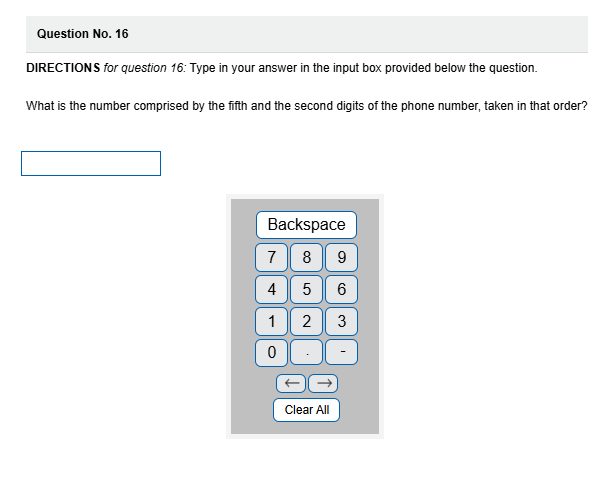 Question No. 16
DIRECTIONS for question 16: Type in your answer in the input box provided below the question.
What is the number comprised by the fifth and the second digits of the phone number, taken in that order?
Backspace
7 8 9
4 5 6
1 2 3
0 . -
← →
Clear All